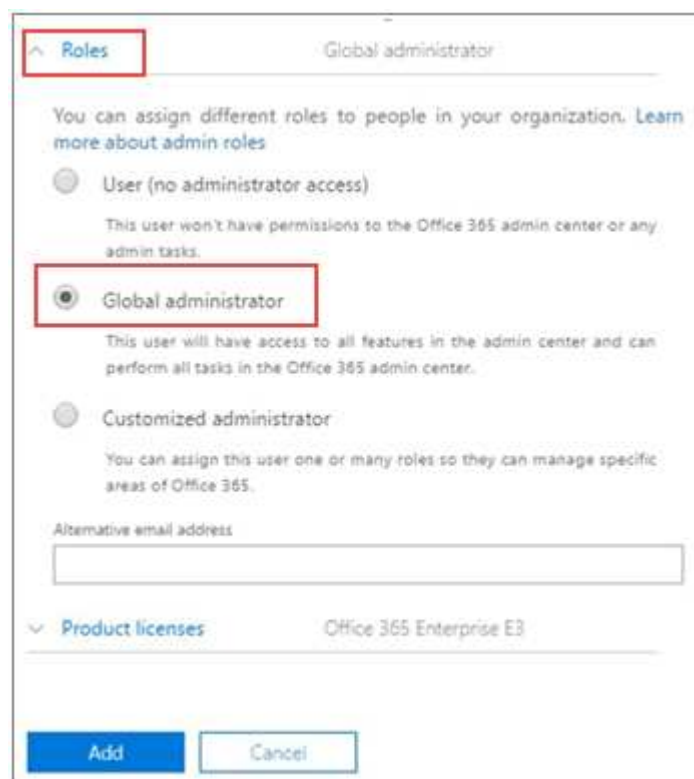 Roles Global administrator
You can assign different roles to people in your organization. Learn
more about admin roles
User (no administrator access)
This user won't have permissions to the Office 365 admin center or any
admin tasks.
Global administrator
This user will have access to all features in the admin center and can
perform all tasks in the Office 365 admin center.
Customized administrator
You can assign this user one or many roles so they can manage specific
areas of Office 365.
Alternative email address
Product licenses Office 365 Enterprise E3
Add Cancel